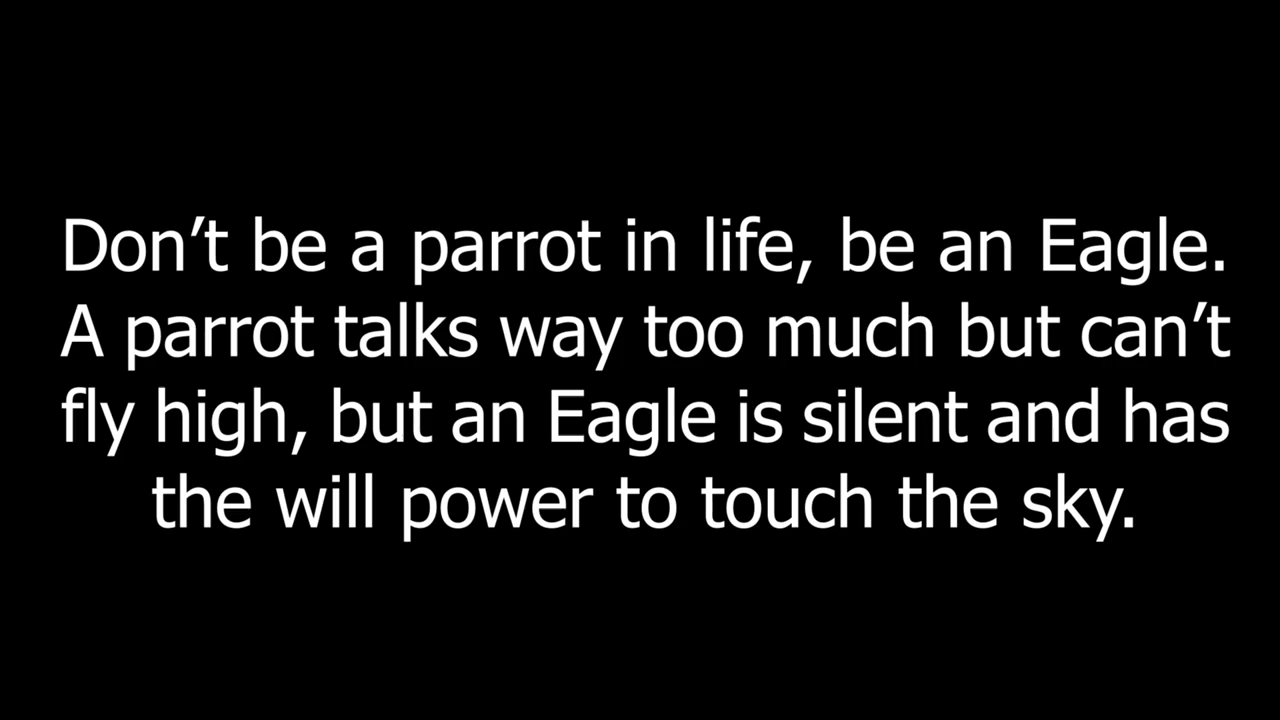 Don’t be a parrot in life, be an Eagle.
A parrot talks way too much but can’t
fly high, but an Eagle is silent and has
the will power to touch the sky.